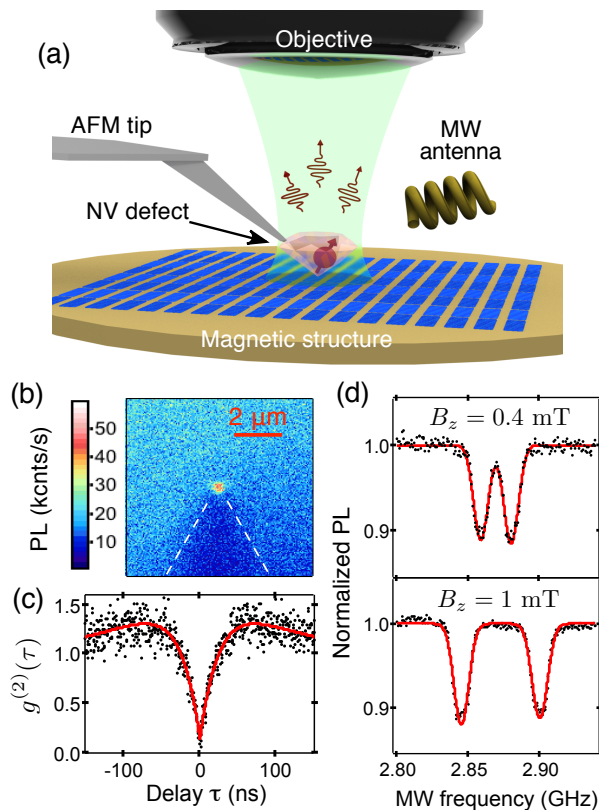 (a)
Objective
AFM tip
MW
antenna
NV defect
Magnetic structure
(b)
PL (kcnts/s)
50
40
30
20
10
2 μm
(c)
g⁽²⁾(τ)
1.5
1.0
0.5
0.0
-100
0
100
Delay τ (ns)
(d)
Normalized PL
B_z = 0.4 mT
1.0
0.9
B_z = 1 mT
1.0
0.9
2.80
2.85
2.90
MW frequency (GHz)